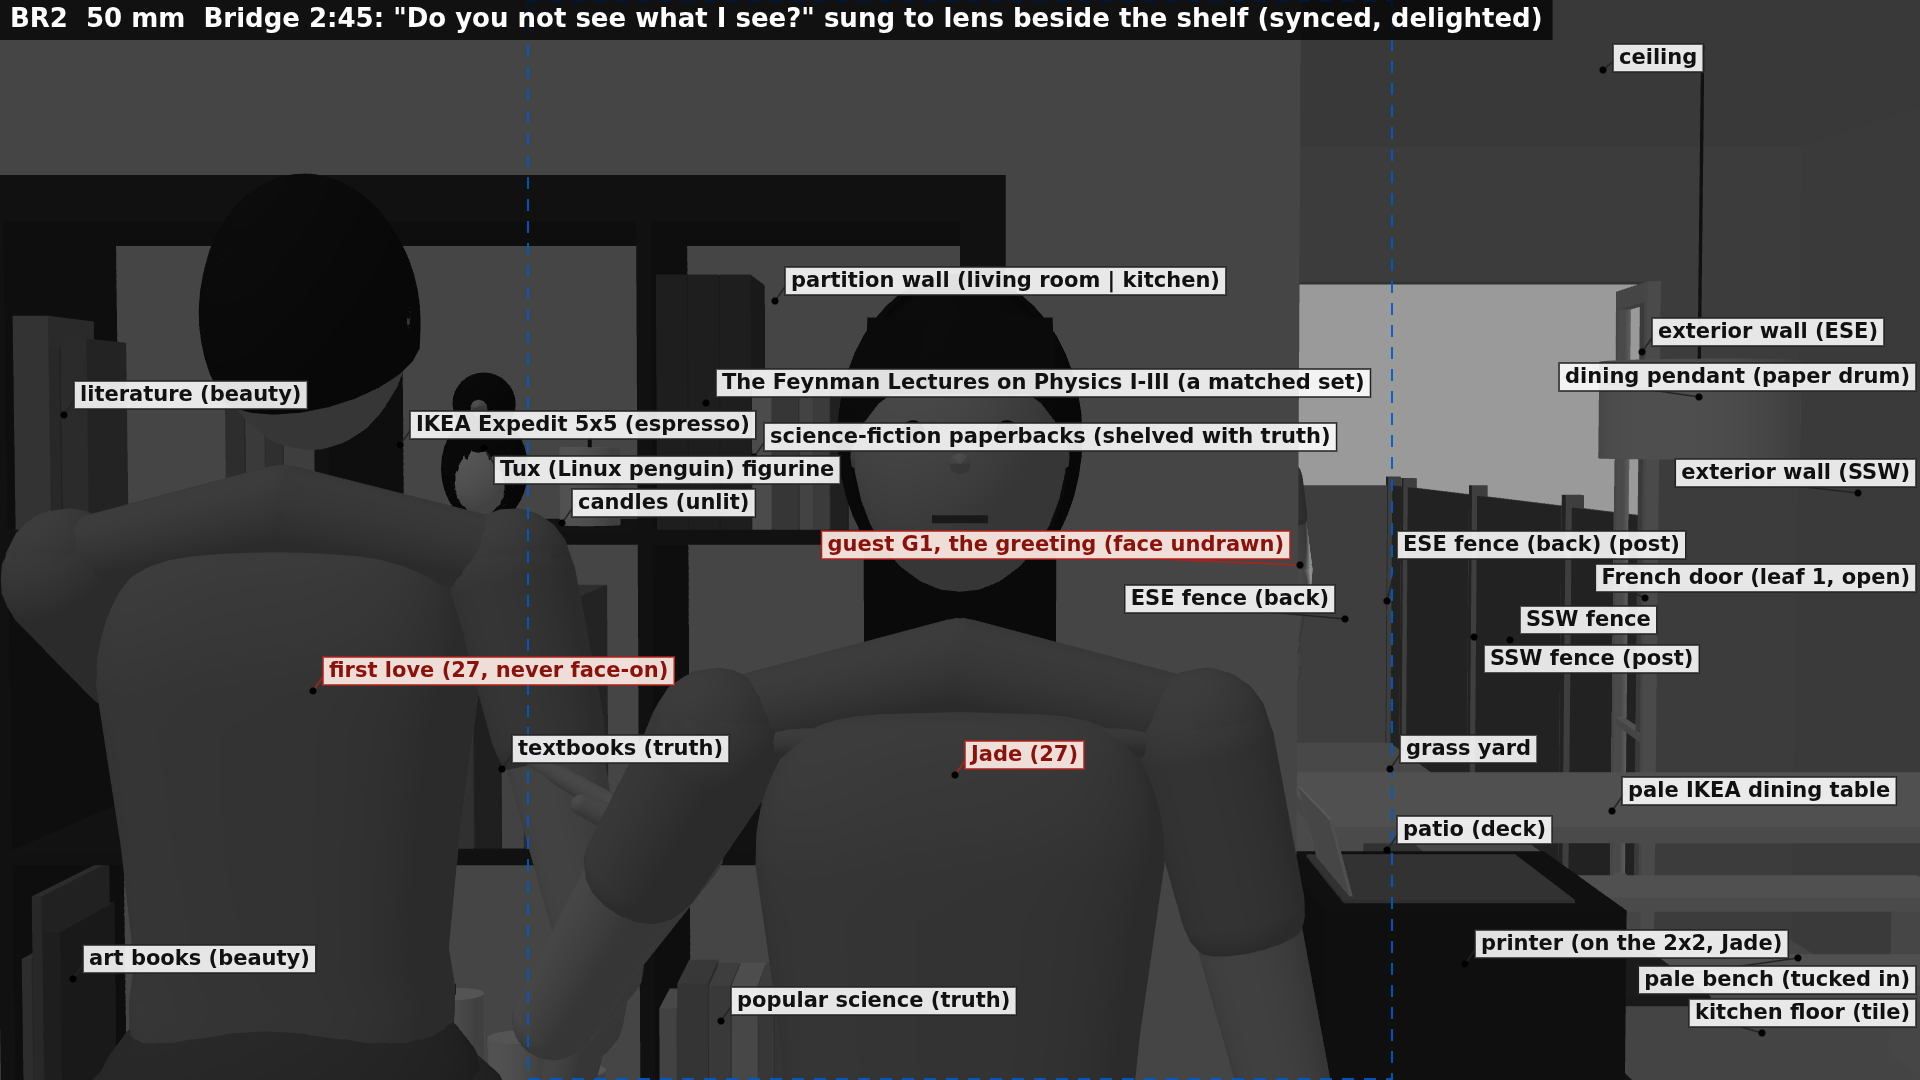 BR2 50 mm Bridge 2:45: "Do you not see what I see?" sung to lens beside the shelf (synced, delighted)
ceiling
partition wall (living room | kitchen)
exterior wall (ESE)
The Feynman Lectures on Physics I-III (a matched set)
dining pendant (paper drum)
literature (beauty)
IKEA Expedit 5x5 (espresso)
science-fiction paperbacks (shelved with truth)
Tux (Linux penguin) figurine
exterior wall (SSW)
candles (unlit)
guest G1, the greeting (face undrawn)
ESE fence (back) (post)
French door (leaf 1, open)
ESE fence (back)
SSW fence
SSW fence (post)
first love (27, never face-on)
textbooks (truth)
Jade (27)
grass yard
pale IKEA dining table
patio (deck)
printer (on the 2x2, Jade)
art books (beauty)
pale bench (tucked in)
popular science (truth)
kitchen floor (tile)